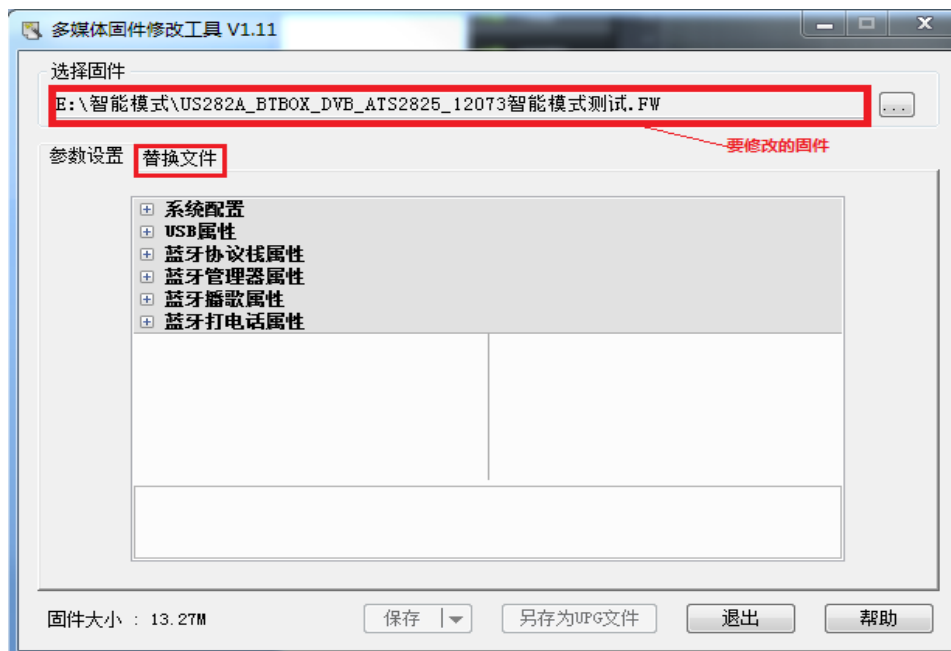 多媒体固件修改工具 V1.11
选择固件
E:\智能模式\US282A_BTBOX_DVB_ATS2825_12073智能模式测试.FW
...
要修改的固件
参数设置 替换文件
系统配置
USB属性
蓝牙协议栈属性
蓝牙管理器属性
蓝牙播歌属性
蓝牙打电话属性
固件大小 : 13.27M 保存 另存为UPG文件 退出 帮助